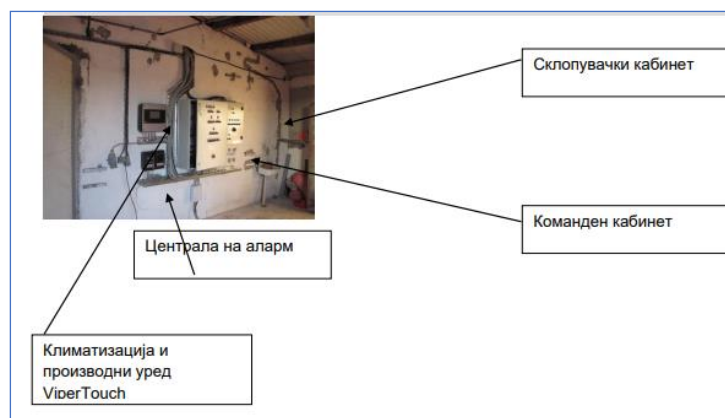 Склопувачки кабинет
Команден кабинет
Централа на аларм
Климатизација и
производни уред
ViperTouch